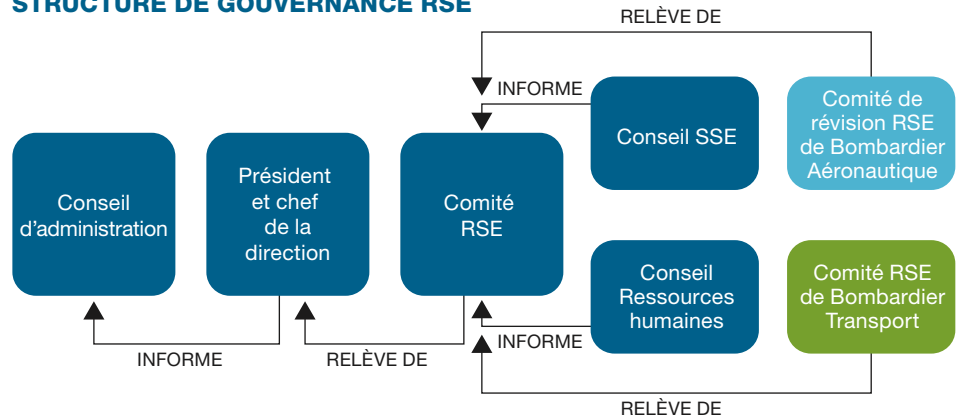 STRUCTURE DE GOUVERNANCE RSE
RELÈVE DE
INFORME
Conseil SSE
Comité de
révision RSE
de Bombardier
Aéronautique
Conseil
d'administration
Président
et chef
de la
direction
Comité
RSE
Conseil
Ressources
humaines
Comité RSE
de Bombardier
Transport
INFORME
RELÈVE DE
INFORME
RELÈVE DE